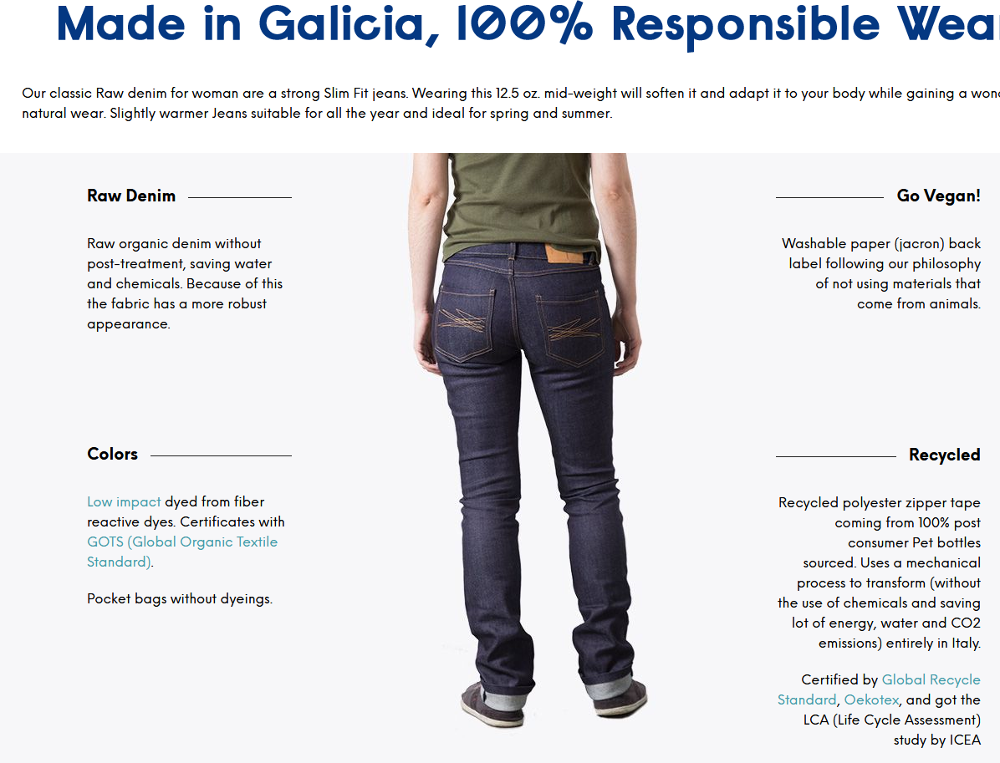 Made in Galicia, 100% Responsible Wea
Our classic Raw denim for woman are a strong Slim Fit jeans. Wearing this 12.5 oz. mid-weight will soften it and adapt it to your body while gaining a
natural wear. Slightly warmer Jeans suitable for all the year and ideal for spring and summer.
Raw Denim
Raw organic denim without
post-treatment, saving water
and chemicals. Because of this
the fabric has a more robust
appearance.
Go Vegan!
Washable paper (jacron) back
label following our philosophy
of not using materials that
come from animals.
Colors
Low impact dyed from fiber
reactive dyes. Certificates with
GOTS (Global Organic Textile
Standard).
Pocket bags without dyeings.
Recycled
Recycled polyester zipper tape
coming from 100% post
consumer Pet bottles
sourced. Uses a mechanical
process to transform (without
the use of chemicals and saving
lot of energy, water and CO2
emissions) entirely in Italy.
Certified by Global Recycle
Standard, Oekotex, and got the
LCA (Life Cycle Assessment)
study by ICEA